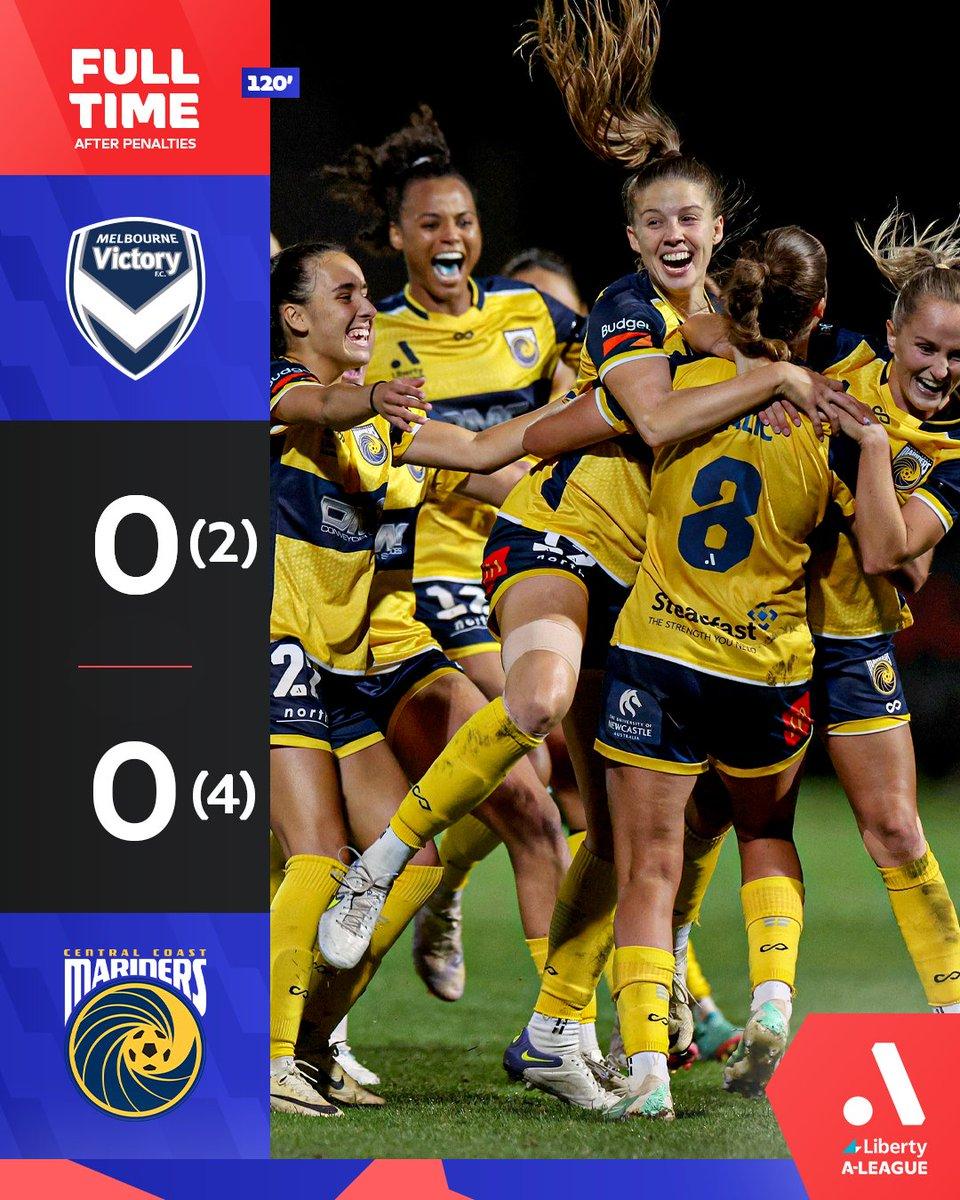 FULL
TIME
AFTER PENALTIES
120'
MELBOURNE
Victory
F.C.
0 (2)
0 (4)
CENTRAL COAST
MARINERS
Budget
MARINERS
8
Steadfast
THE STRENGTH YOU NEED
THE UNIVERSITY OF
NEWCASTLE
AUSTRALIA
Liberty
A-LEAGUE